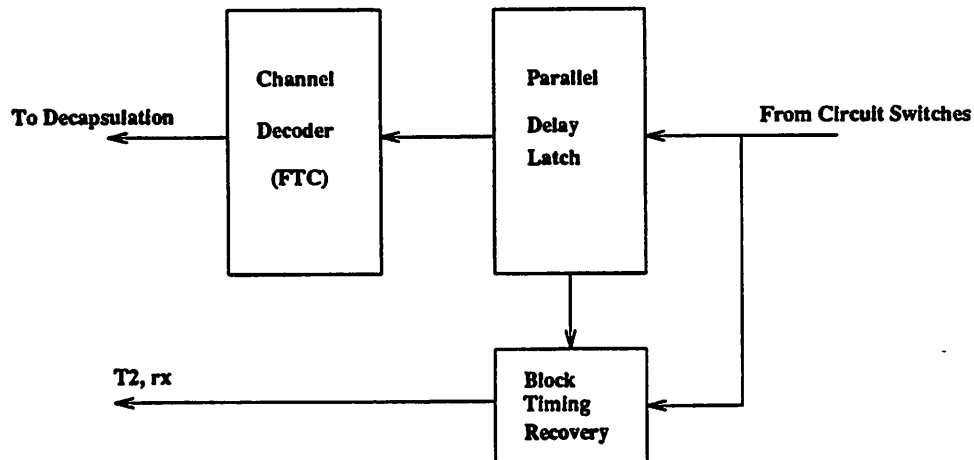 Channel
Decoder
(FTC)
Parallel
Delay
Latch
To Decapsulation
From Circuit Switches
T2, rx
Block
Timing
Recovery